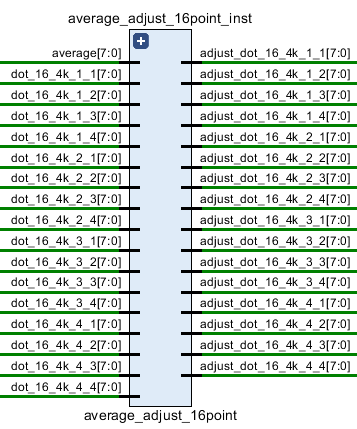 average_adjust_16point_inst
average[7:0]
dot_16_4k_1_1[7:0]
dot_16_4k_1_2[7:0]
dot_16_4k_1_3[7:0]
dot_16_4k_1_4[7:0]
dot_16_4k_2_1[7:0]
dot_16_4k_2_2[7:0]
dot_16_4k_2_3[7:0]
dot_16_4k_2_4[7:0]
dot_16_4k_3_1[7:0]
dot_16_4k_3_2[7:0]
dot_16_4k_3_3[7:0]
dot_16_4k_3_4[7:0]
dot_16_4k_4_1[7:0]
dot_16_4k_4_2[7:0]
dot_16_4k_4_3[7:0]
dot_16_4k_4_4[7:0]
adjust_dot_16_4k_1_1[7:0]
adjust_dot_16_4k_1_2[7:0]
adjust_dot_16_4k_1_3[7:0]
adjust_dot_16_4k_1_4[7:0]
adjust_dot_16_4k_2_1[7:0]
adjust_dot_16_4k_2_2[7:0]
adjust_dot_16_4k_2_3[7:0]
adjust_dot_16_4k_2_4[7:0]
adjust_dot_16_4k_3_1[7:0]
adjust_dot_16_4k_3_2[7:0]
adjust_dot_16_4k_3_3[7:0]
adjust_dot_16_4k_3_4[7:0]
adjust_dot_16_4k_4_1[7:0]
adjust_dot_16_4k_4_2[7:0]
adjust_dot_16_4k_4_3[7:0]
adjust_dot_16_4k_4_4[7:0]
average_adjust_16point